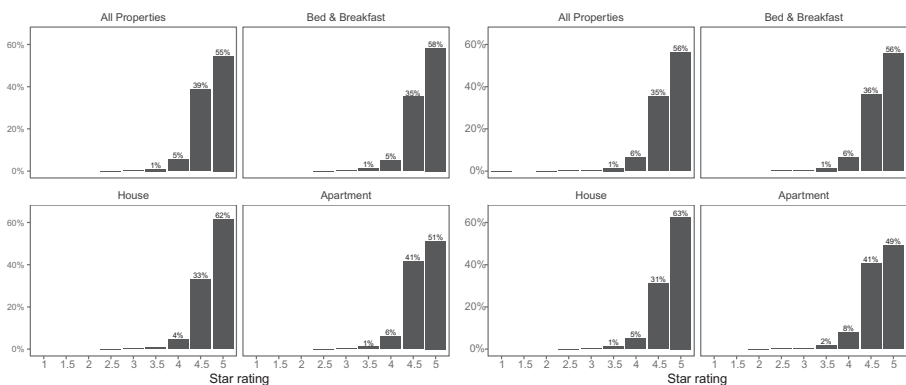 All Properties Bed & Breakfast All Properties Bed & Breakfast
60% 58% 60%
55% 56% 56%
40% 39% 35% 40% 35% 36%
20% 20%
1% 5% 1% 5% 1% 6% 1% 6%
0% 0%
House Apartment House Apartment
60% 62% 60% 63%
51% 49%
40% 33% 41% 40% 31% 41%
20% 20%
4% 1% 6% 1% 5% 2% 8%
0% 0%
1 1.5 2 2.5 3 3.5 4 4.5 5 1 1.5 2 2.5 3 3.5 4 4.5 5 1 1.5 2 2.5 3 3.5 4 4.5 5 1 1.5 2 2.5 3 3.5 4 4.5 5
Star rating Star rating